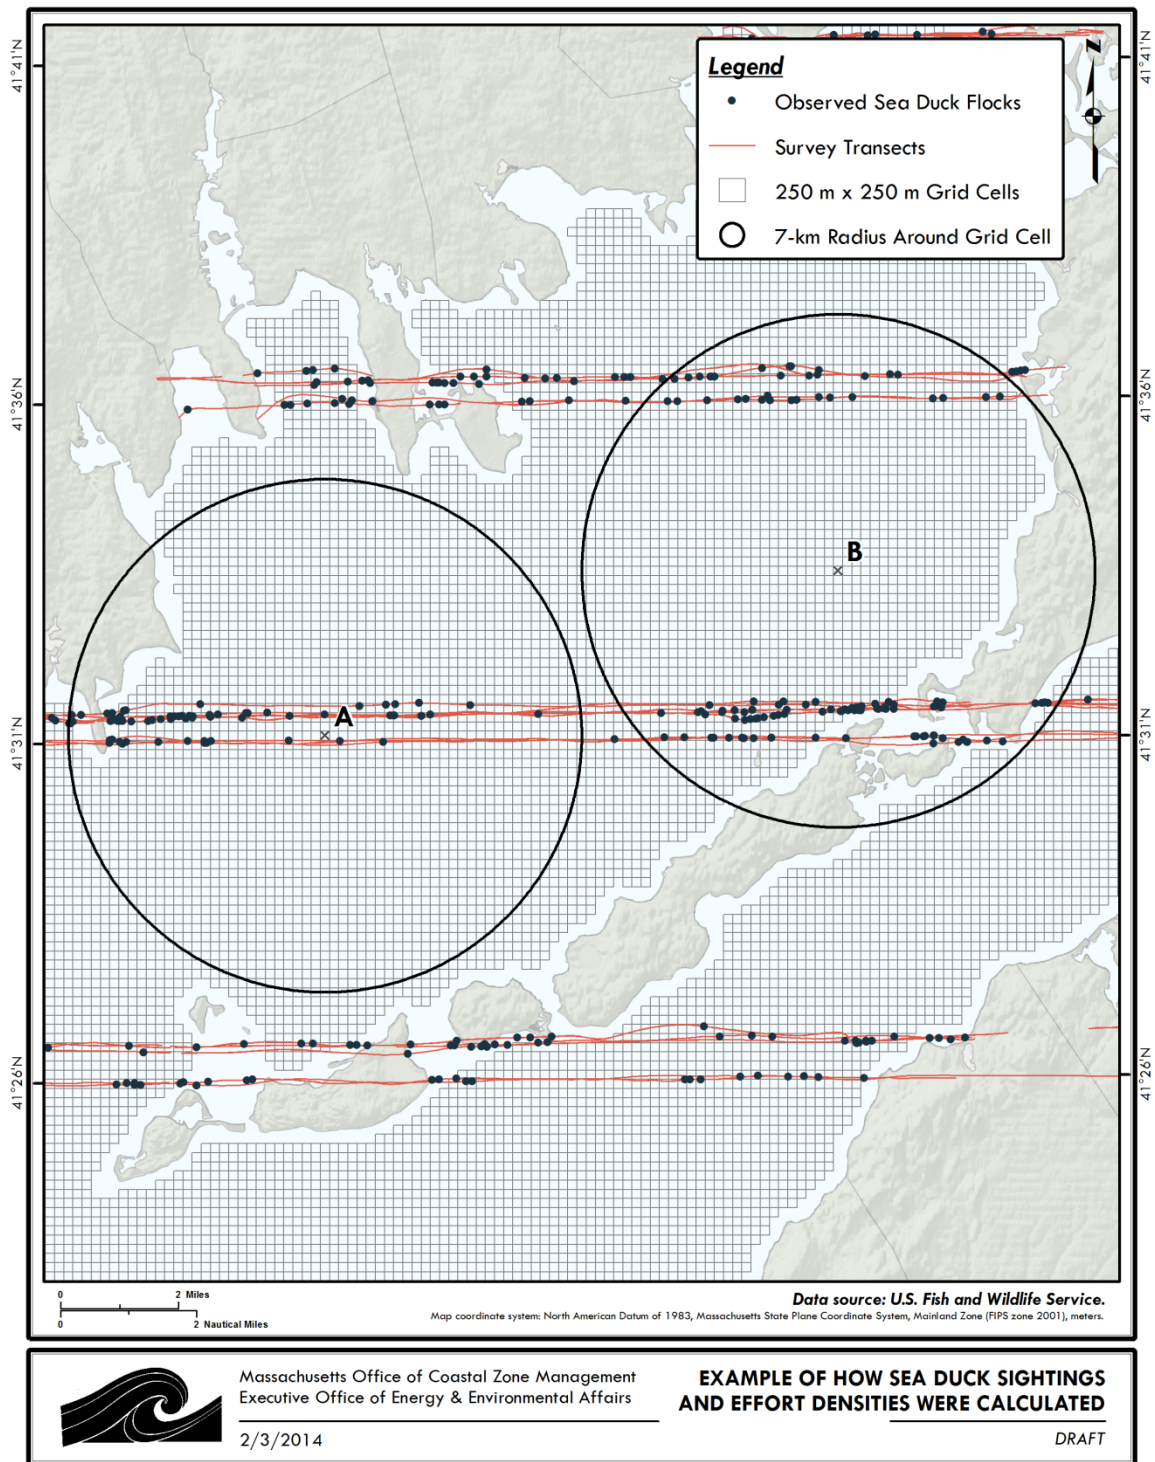 41°41'N
41°41'N
N
Legend
Observed Sea Duck Flocks
Survey Transects
250 m x 250 m Grid Cells
7-km Radius Around Grid Cell
41°36'N
41°36'N
B
A
41°31'N
41°31'N
41°26'N
41°26'N
0 2 Miles
0 2 Nautical Miles
Data source: U.S. Fish and Wildlife Service.
Map coordinate system: North American Datum of 1983, Massachusetts State Plane Coordinate System, Mainland Zone (FIPS zone 2001), meters.
Massachusetts Office of Coastal Zone Management
Executive Office of Energy & Environmental Affairs
2/3/2014
EXAMPLE OF HOW SEA DUCK SIGHTINGS
AND EFFORT DENSITIES WERE CALCULATED
DRAFT